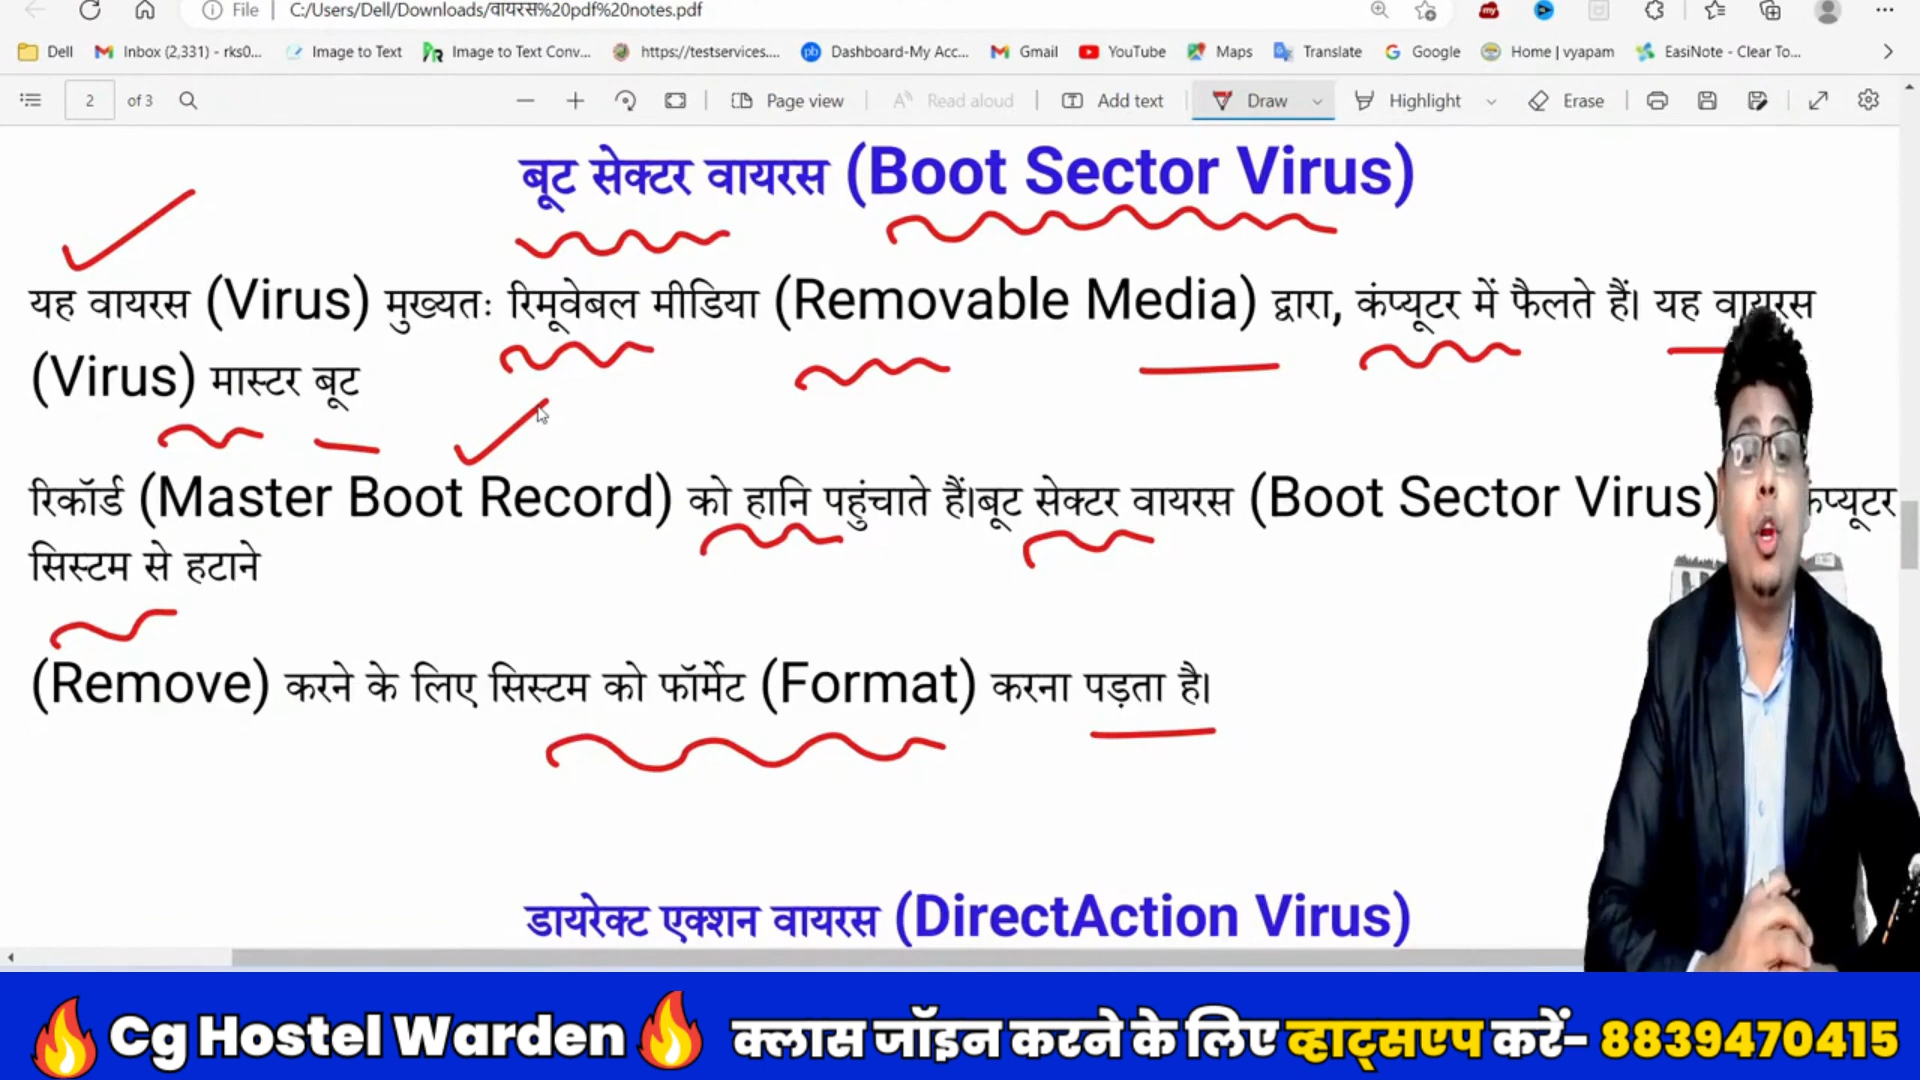 File C:/Users/Dell/Downloads/वायरस%20pdf%20notes.pdf
Dell Inbox (2,331) - rks0... Image to Text Image to Text Conv... https://testservices.... Dashboard-My Acc... Gmail YouTube Maps Translate Google Home | vyapam EasiNote - Clear To...
2 of 3 Page view Read aloud Add text Draw Highlight Erase
बूट सेक्टर वायरस (Boot Sector Virus)
यह वायरस (Virus) मुख्यतः रिमूवेबल मीडिया (Removable Media) द्वारा, कंप्यूटर में फैलते हैं। यह वायरस
(Virus) मास्टर बूट
रिकॉर्ड (Master Boot Record) को हानि पहुंचाते हैं।बूट सेक्टर वायरस (Boot Sector Virus)
सिस्टम से हटाने
(Remove) करने के लिए सिस्टम को फॉर्मेट (Format) करना पड़ता है।
डायरेक्ट एक्शन वायरस (DirectAction Virus)
Cg Hostel Warden क्लास जॉइन करने के लिए व्हाट्सएप करें- 8839470415